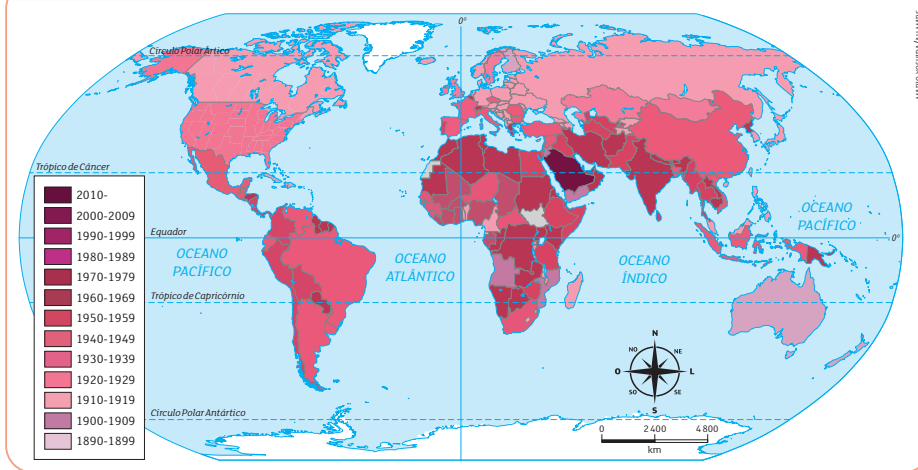 0°
Círculo Polar Ártico
Trópico de Câncer
2010-
2000-2009
1990-1999
1980-1989
1970-1979
1960-1969
1950-1959
1940-1949
1930-1939
1920-1929
1910-1919
1900-1909
1890-1899
Equador
0°
OCEANO
PACÍFICO
OCEANO
ATLÂNTICO
OCEANO
ÍNDICO
OCEANO
PACÍFICO
Trópico de Capricórnio
N
NO
NE
O
L
SO
SE
S
Círculo Polar Antártico
0
2 400
4 800
km